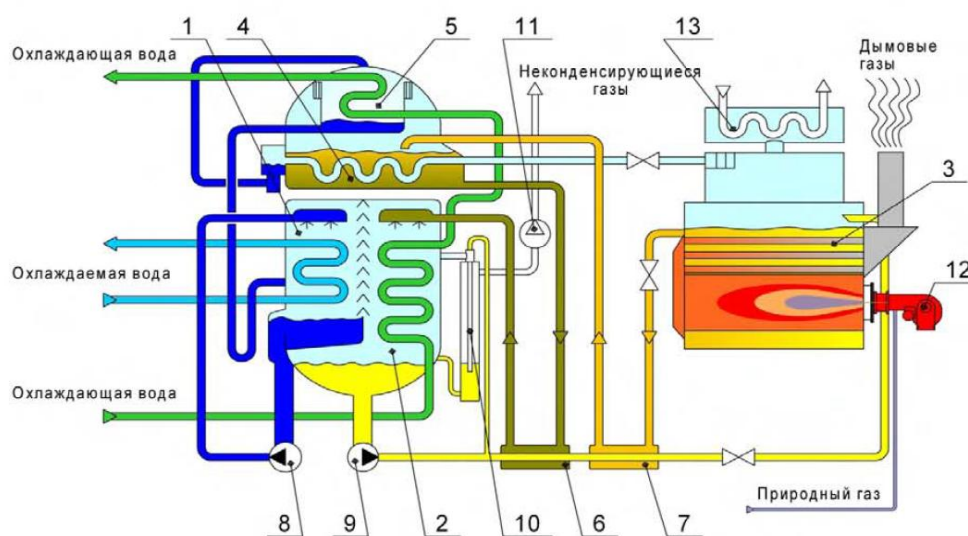 1
4
5
11
13
Охлаждающая вода
Неконденсирующиеся
газы
Дымовые
газы
3
Охлаждаемая вода
12
Охлаждающая вода
Природный газ
8
9
2
10
6
7